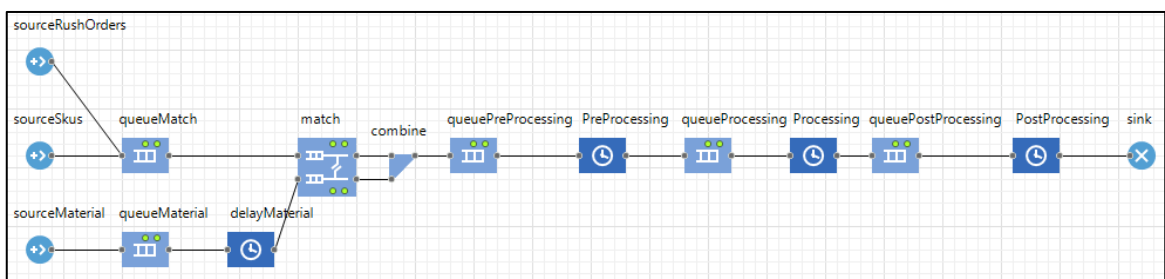 sourceRushOrders
sourceSkus queueMatch match combine queuePreProcessing PreProcessing queueProcessing Processing queuePostProcessing PostProcessing sink
sourceMaterial queueMaterial delayMaterial